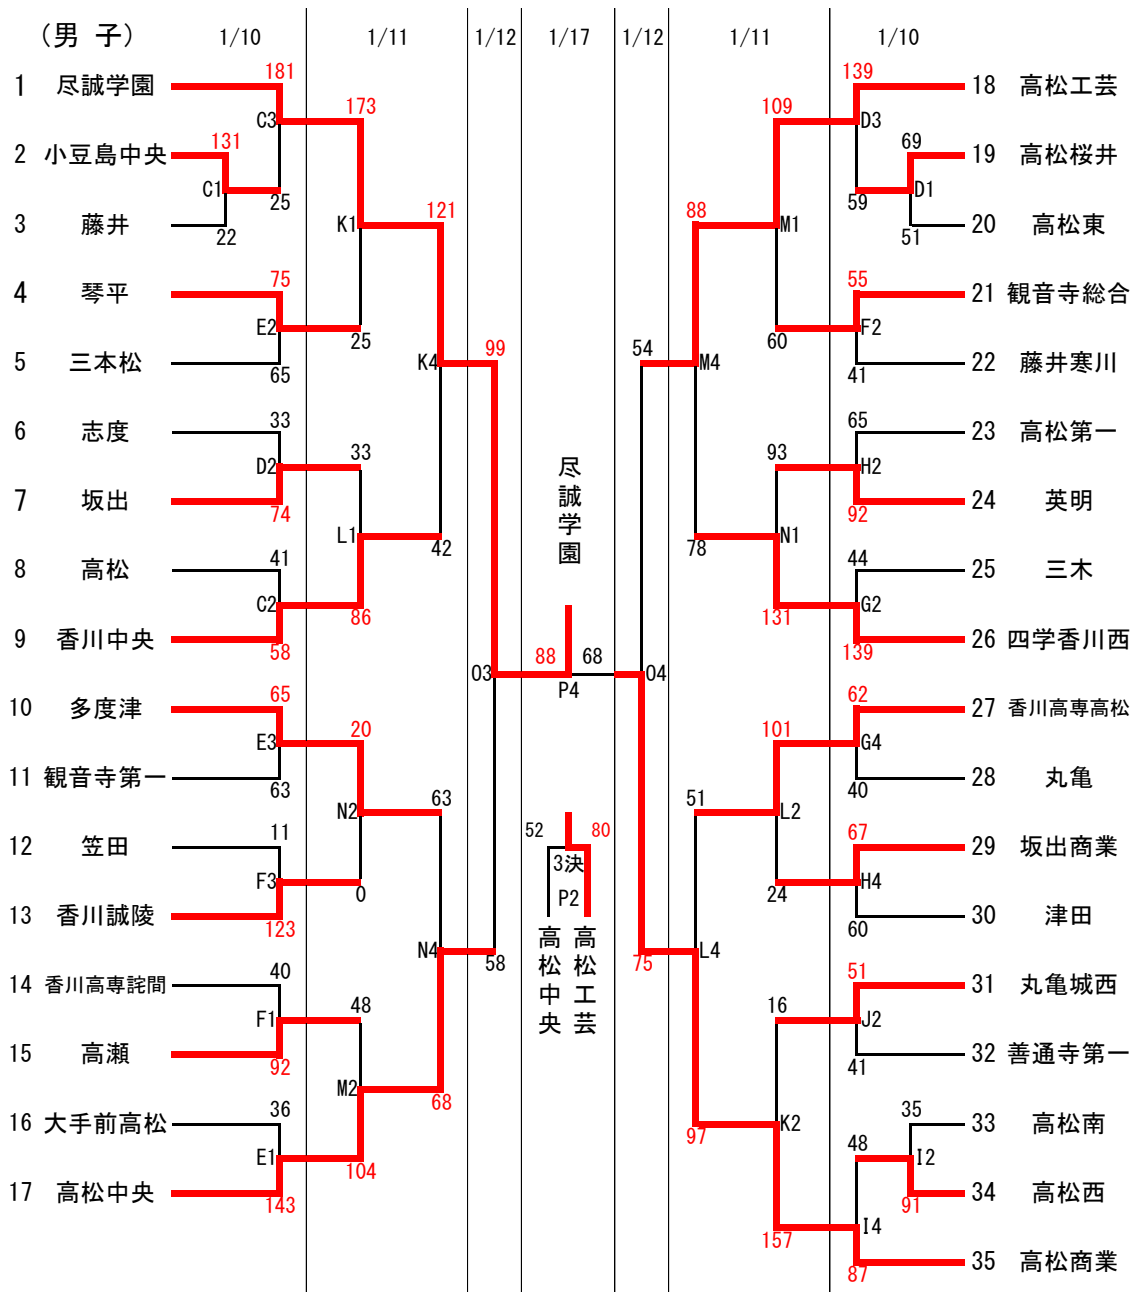 (男 子)
1/10
1/11
1/12
1/17
1/12
1/11
1/10
1 尽誠学園
2 小豆島中央
3 藤井
4 琴平
5 三本松
6 志度
7 坂出
8 高松
9 香川中央
10 多度津
11 観音寺第一
12 笠田
13 香川誠陵
14 香川高専詫間
15 高瀬
16 大手前高松
17 高松中央
181
C3
131
C1
25
22
75
E2
65
33
D2
74
41
C2
58
65
E3
63
11
F3
123
40
F1
92
36
E1
143
173
K1
25
33
L1
86
20
N2
0
48
M2
104
121
K4
42
63
N4
68
99
O3
58
尽誠学園
88
68
P4
52
80
3決
P2
高松中央
高松工芸
54
O4
75
88
M4
78
51
L4
97
109
M1
60
93
N1
131
101
L2
24
16
K2
157
139
D3
69
D1
59
51
55
F2
41
65
H2
92
44
G2
139
62
G4
40
67
H4
60
51
J2
41
35
48
I2
91
I4
87
18 高松工芸
19 高松桜井
20 高松東
21 観音寺総合
22 藤井寒川
23 高松第一
24 英明
25 三木
26 四学香川西
27 香川高専高松
28 丸亀
29 坂出商業
30 津田
31 丸亀城西
32 善通寺第一
33 高松南
34 高松西
35 高松商業